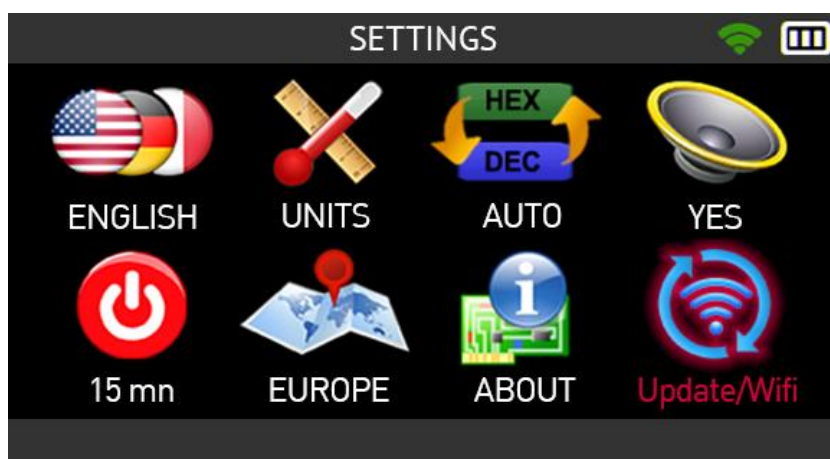 SETTINGS
HEX
DEC
ENGLISH UNITS AUTO YES
i
15 mn EUROPE ABOUT Update/Wifi